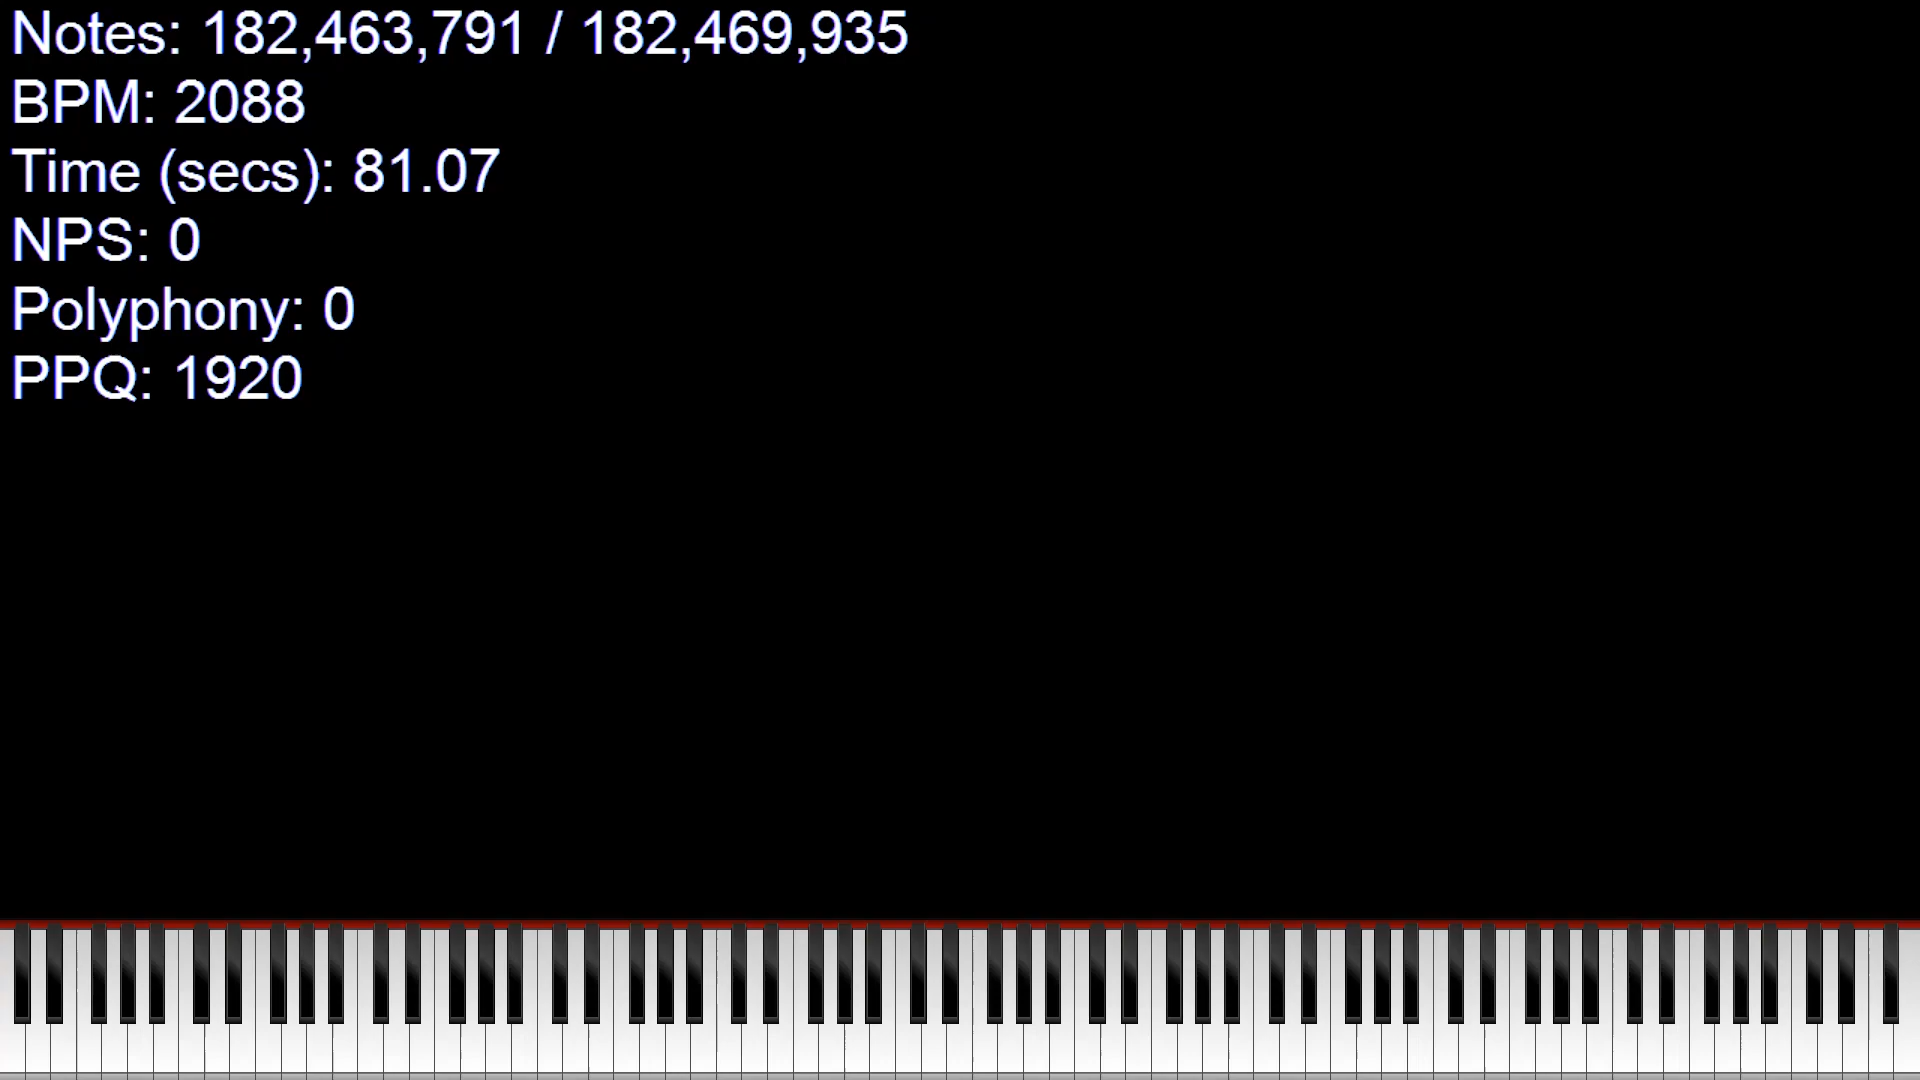 Notes: 182,463,791 / 182,469,935
BPM: 2088
Time (secs): 81.07
NPS: 0
Polyphony: 0
PPQ: 1920